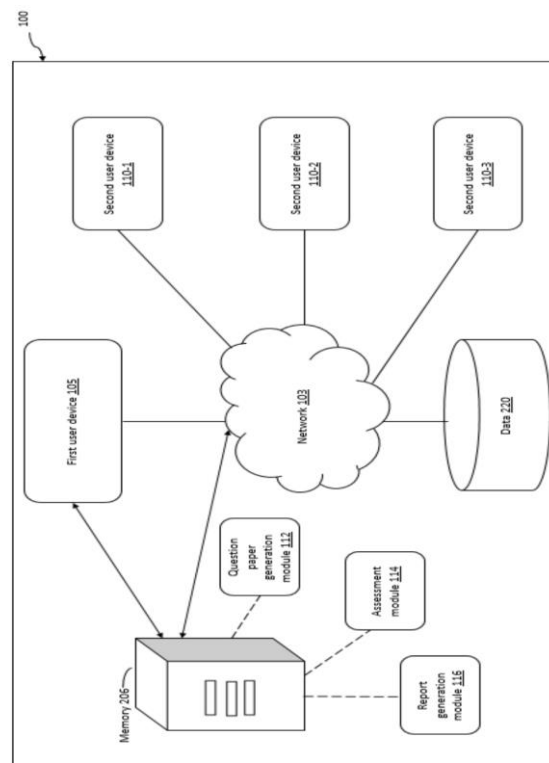 100
First user device 105
Second user device
110-1
Memory 206
Question
paper
generation
module 112
Network 103
Second user device
110-2
Assessment
module 114
Report
generation
module 116
Second user device
110-3
Data 220